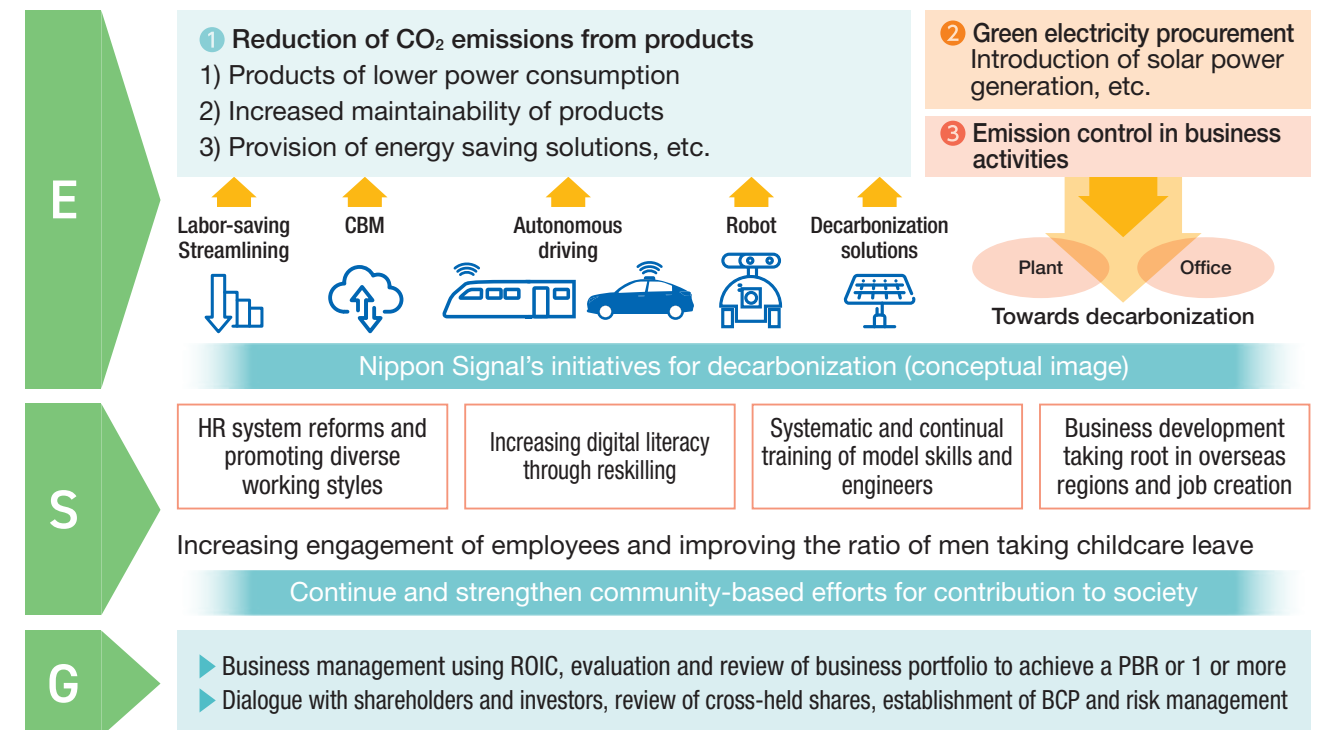 E
1 Reduction of CO₂ emissions from products
1) Products of lower power consumption
2) Increased maintainability of products
3) Provision of energy saving solutions, etc.
2 Green electricity procurement
Introduction of solar power
generation, etc.
3 Emission control in business
activities
Labor-saving
Streamlining
CBM
Autonomous
driving
Robot
Decarbonization
solutions
Plant
Office
Towards decarbonization
Nippon Signal's initiatives for decarbonization (conceptual image)
S
HR system reforms and
promoting diverse
working styles
Increasing digital literacy
through reskilling
Systematic and continual
training of model skills and
engineers
Business development
taking root in overseas
regions and job creation
Increasing engagement of employees and improving the ratio of men taking childcare leave
Continue and strengthen community-based efforts for contribution to society
G
Business management using ROIC, evaluation and review of business portfolio to achieve a PBR or 1 or more
Dialogue with shareholders and investors, review of cross-held shares, establishment of BCP and risk management